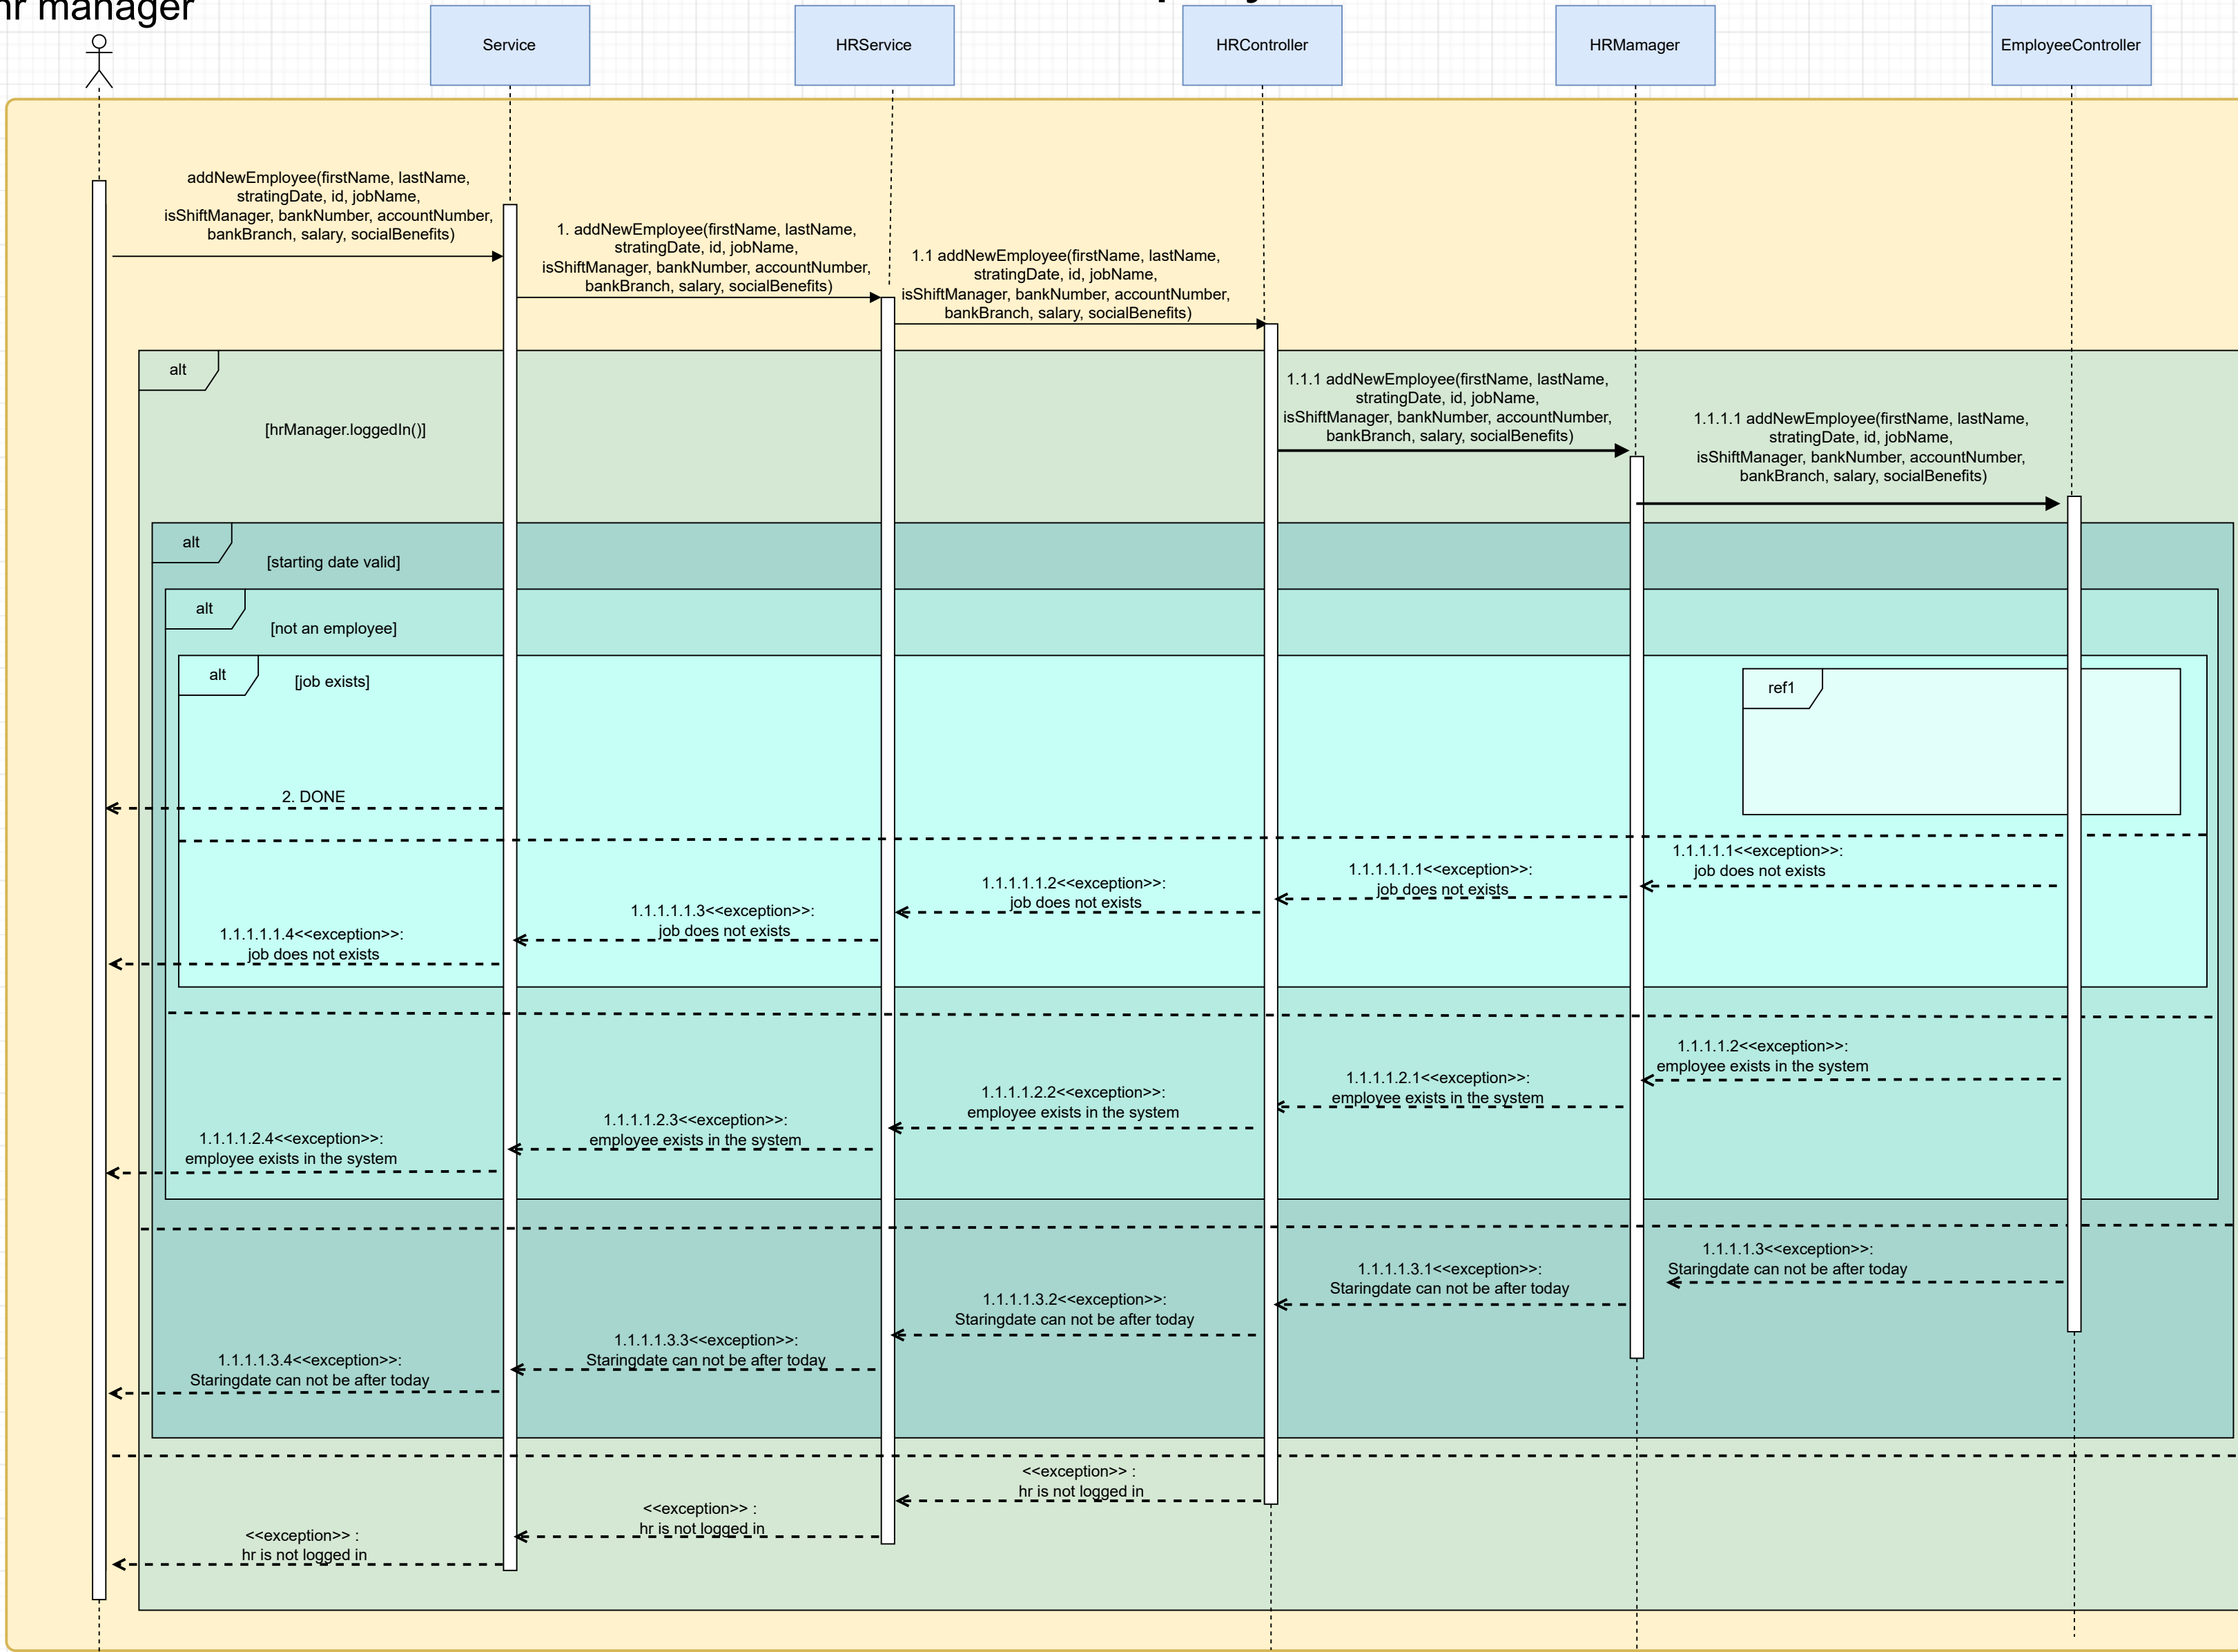 hr manager
Service
HRService
HRController
HRMamager
EmployeeController
addNewEmployee(firstName, lastName,
stratingDate, id, jobName,
isShiftManager, bankNumber, accountNumber,
bankBranch, salary, socialBenefits)
1. addNewEmployee(firstName, lastName,
stratingDate, id, jobName,
isShiftManager, bankNumber, accountNumber,
bankBranch, salary, socialBenefits)
1.1 addNewEmployee(firstName, lastName,
stratingDate, id, jobName,
isShiftManager, bankNumber, accountNumber,
bankBranch, salary, socialBenefits)
alt
[hrManager.loggedIn()]
1.1.1 addNewEmployee(firstName, lastName,
stratingDate, id, jobName,
isShiftManager, bankNumber, accountNumber,
bankBranch, salary, socialBenefits)
1.1.1.1 addNewEmployee(firstName, lastName,
stratingDate, id, jobName,
isShiftManager, bankNumber, accountNumber,
bankBranch, salary, socialBenefits)
alt
[starting date valid]
alt
[not an employee]
alt
[job exists]
ref1
2. DONE
1.1.1.1.1<<exception>>:
job does not exists
1.1.1.1.1.1<<exception>>:
job does not exists
1.1.1.1.1.2<<exception>>:
job does not exists
1.1.1.1.1.3<<exception>>:
job does not exists
1.1.1.1.1.4<<exception>>:
job does not exists
1.1.1.1.2<<exception>>:
employee exists in the system
1.1.1.1.2.1<<exception>>:
employee exists in the system
1.1.1.1.2.2<<exception>>:
employee exists in the system
1.1.1.1.2.3<<exception>>:
employee exists in the system
1.1.1.1.2.4<<exception>>:
employee exists in the system
1.1.1.1.3<<exception>>:
Staringdate can not be after today
1.1.1.1.3.1<<exception>>:
Staringdate can not be after today
1.1.1.1.3.2<<exception>>:
Staringdate can not be after today
1.1.1.1.3.3<<exception>>:
Staringdate can not be after today
1.1.1.1.3.4<<exception>>:
Staringdate can not be after today
<<exception>> :
hr is not logged in
<<exception>> :
hr is not logged in
<<exception>> :
hr is not logged in